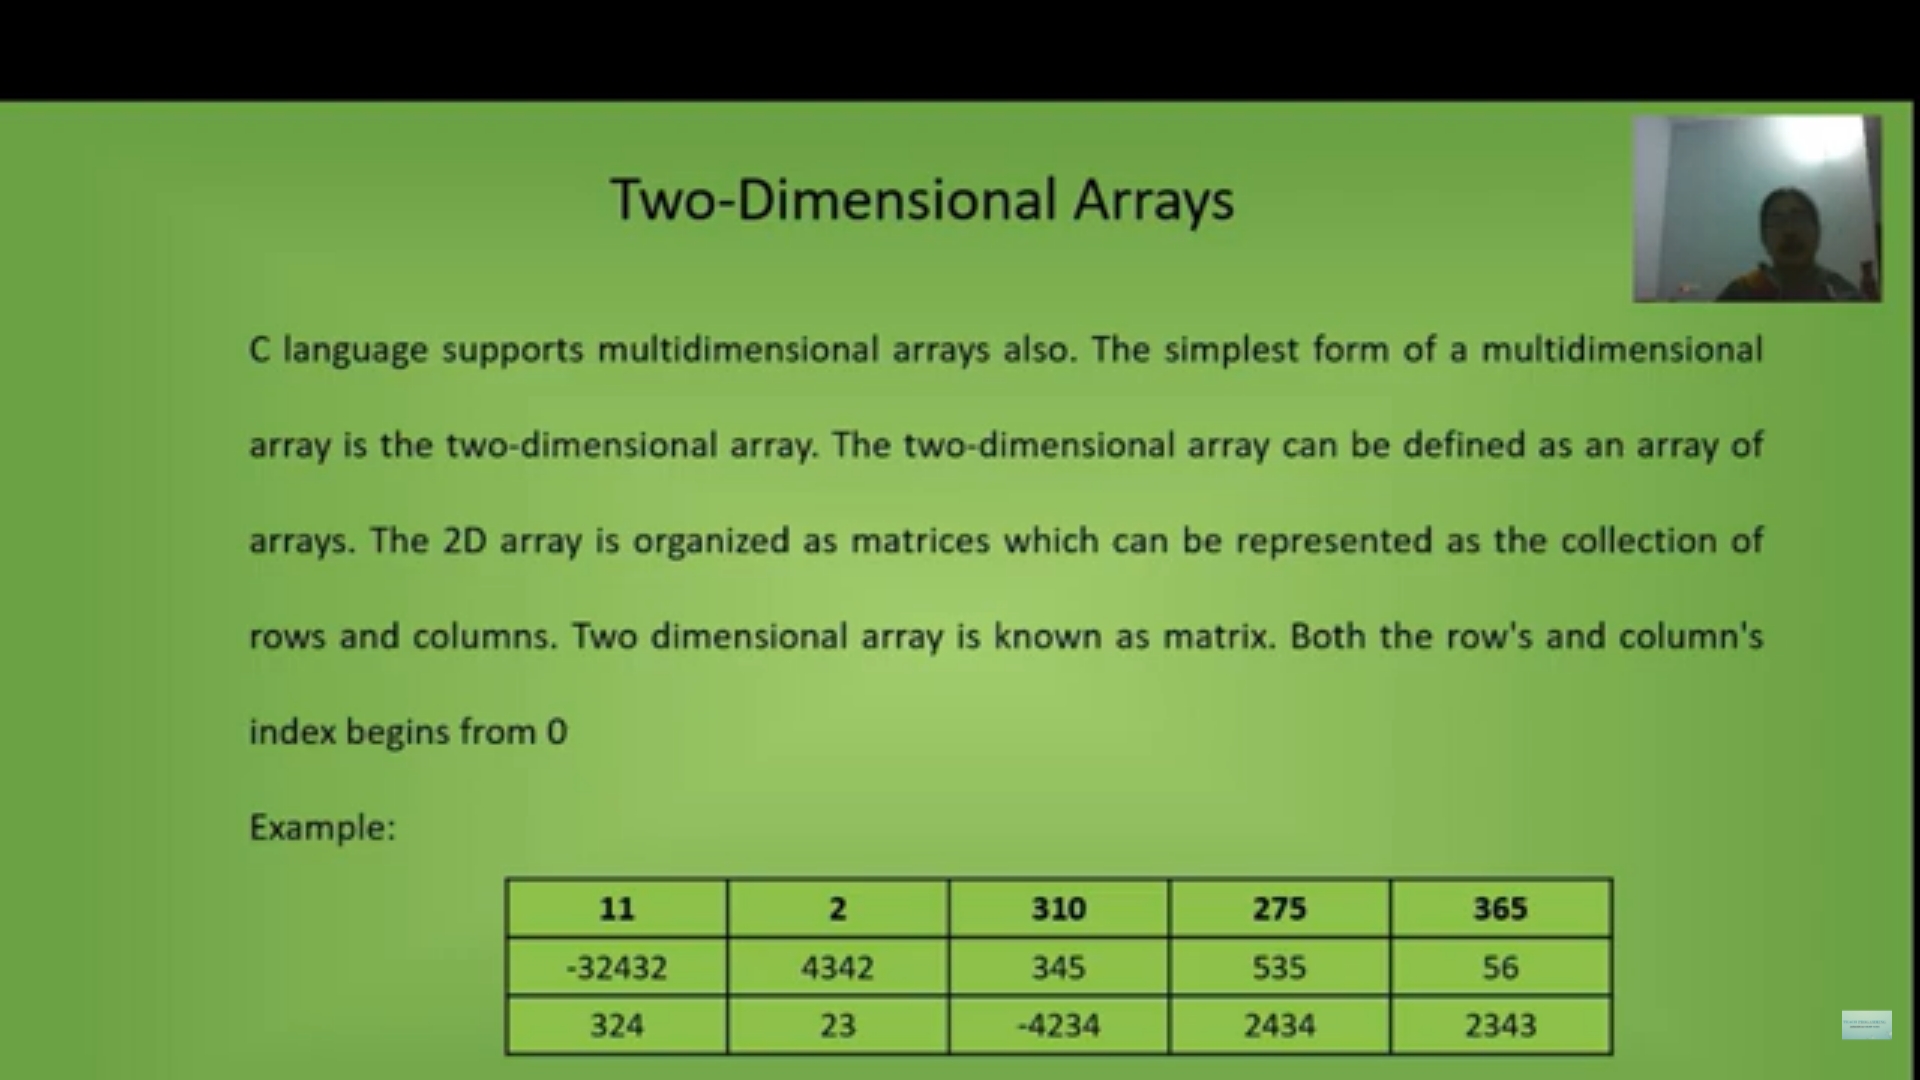 Two-Dimensional Arrays
C language supports multidimensional arrays also. The simplest form of a multidimensional
array is the two-dimensional array. The two-dimensional array can be defined as an array of
arrays. The 2D array is organized as matrices which can be represented as the collection of
rows and columns. Two dimensional array is known as matrix. Both the row's and column's
index begins from 0
Example:
11 2 310 275 365
-32432 4342 345 535 56
324 23 -4234 2434 2343